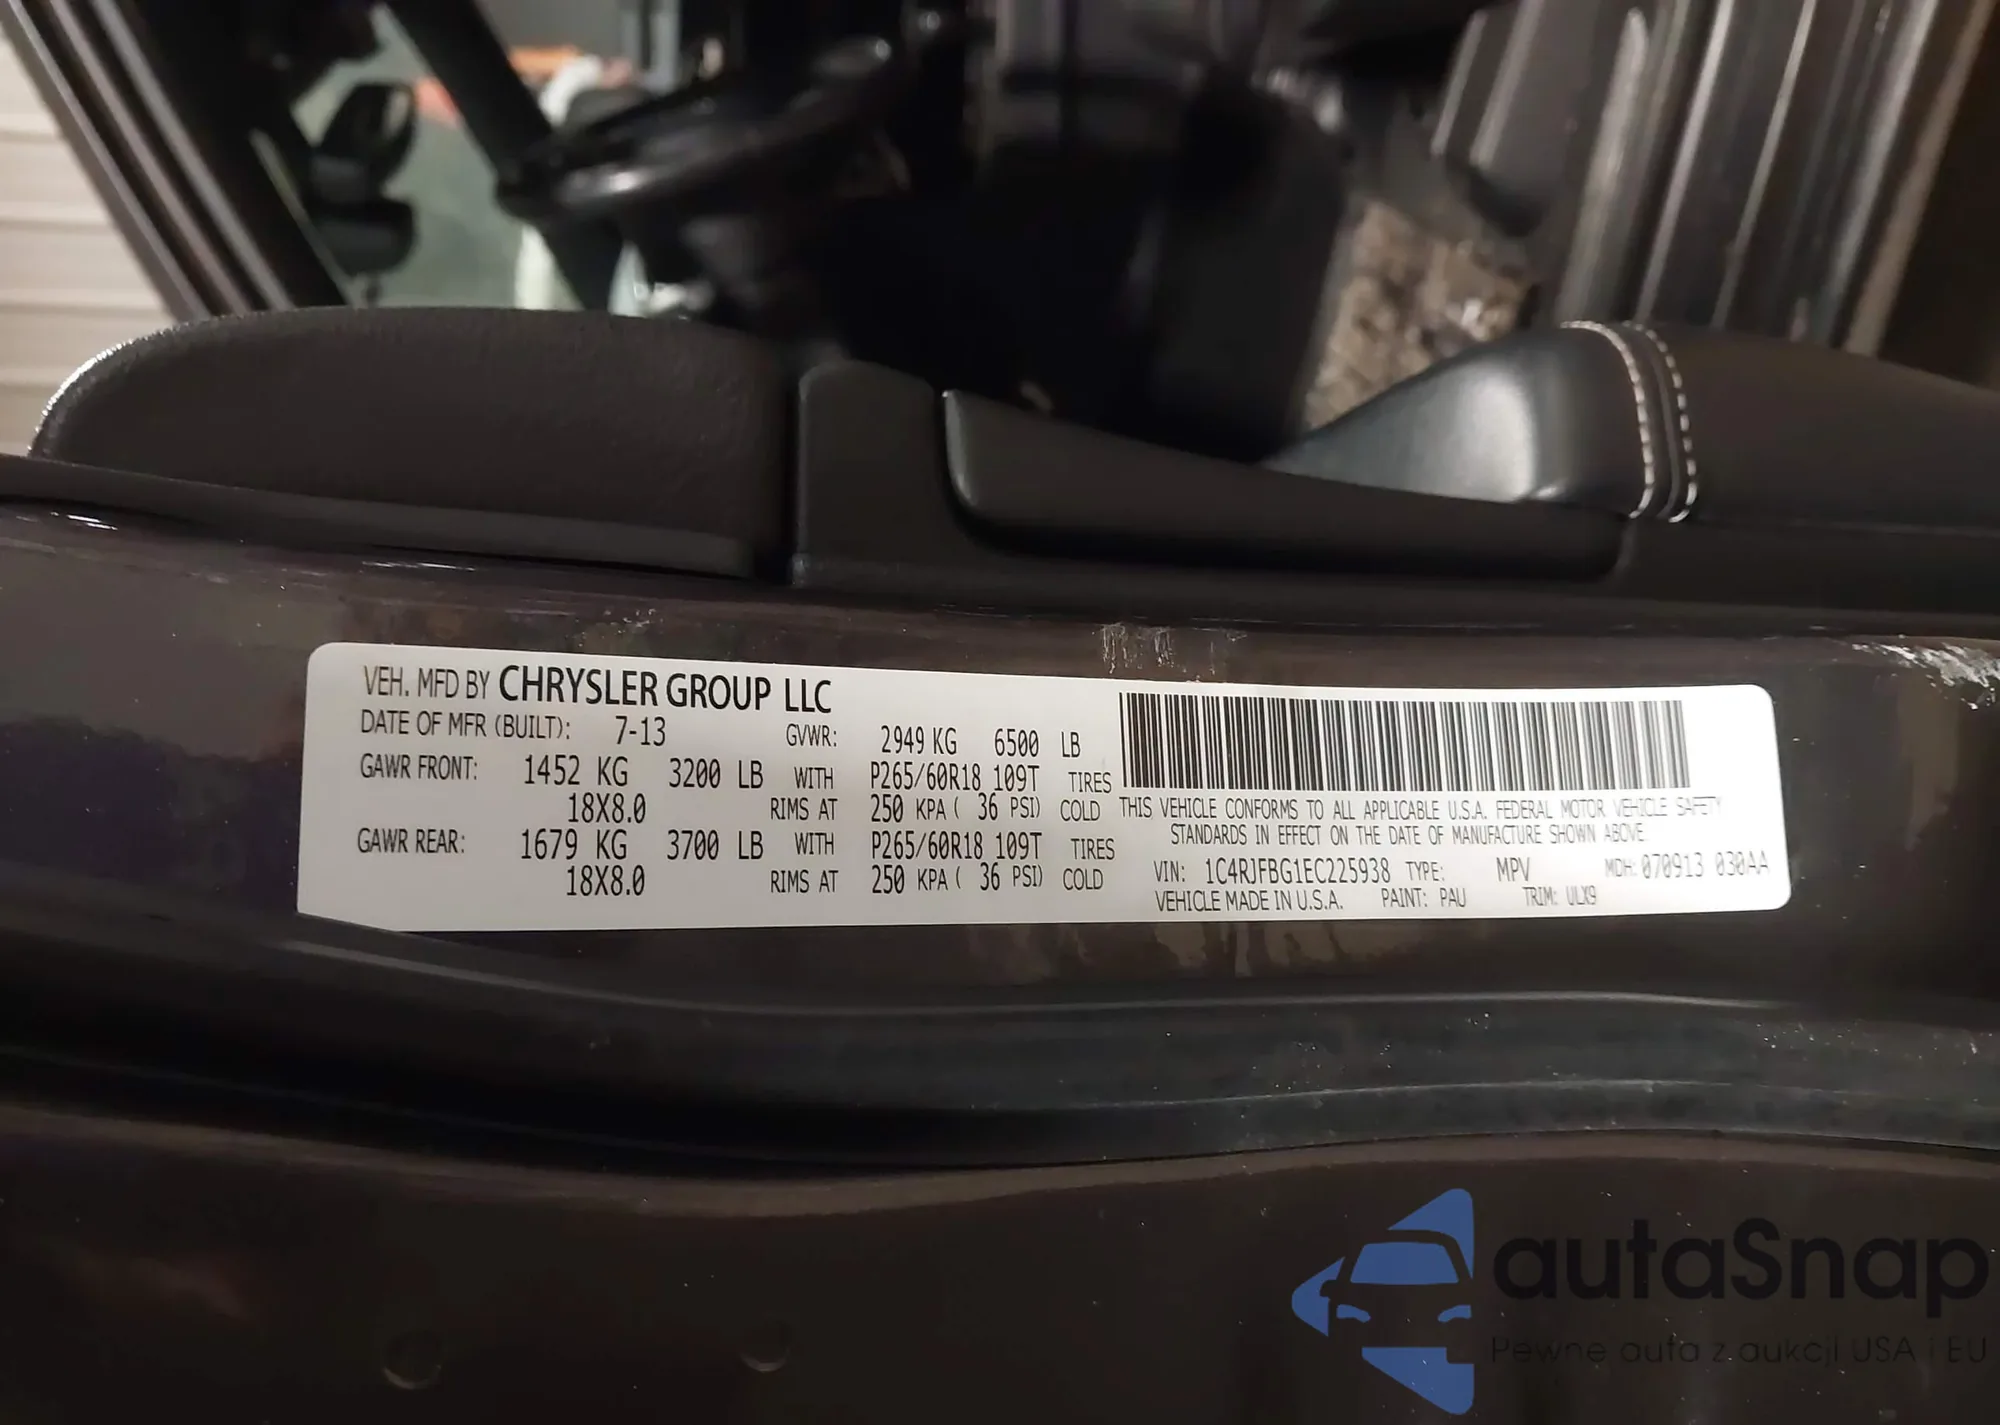 VEH. MFD BY CHRYSLER GROUP LLC
DATE OF MFR (BUILT): 7-13 GVWR: 2949 KG 6500 LB
GAWR FRONT: 1452 KG 3200 LB WITH P265/60R18 109T TIRES
18X8.0 RIMS AT 250 KPA ( 36 PSI) COLD
GAWR REAR: 1679 KG 3700 LB WITH P265/60R18 109T TIRES
18X8.0 RIMS AT 250 KPA ( 36 PSI) COLD
THIS VEHICLE CONFORMS TO ALL APPLICABLE U.S.A. FEDERAL MOTOR VEHICLE SAFETY
STANDARDS IN EFFECT ON THE DATE OF MANUFACTURE SHOWN ABOVE
VIN: 1C4RJFBG1EC225938 TYPE: MPV MDH: 070913 030AA
VEHICLE MADE IN U.S.A. PAINT: PAU TRIM: ULX9
autaSnap
Pewne auta z aukcji USA i EU